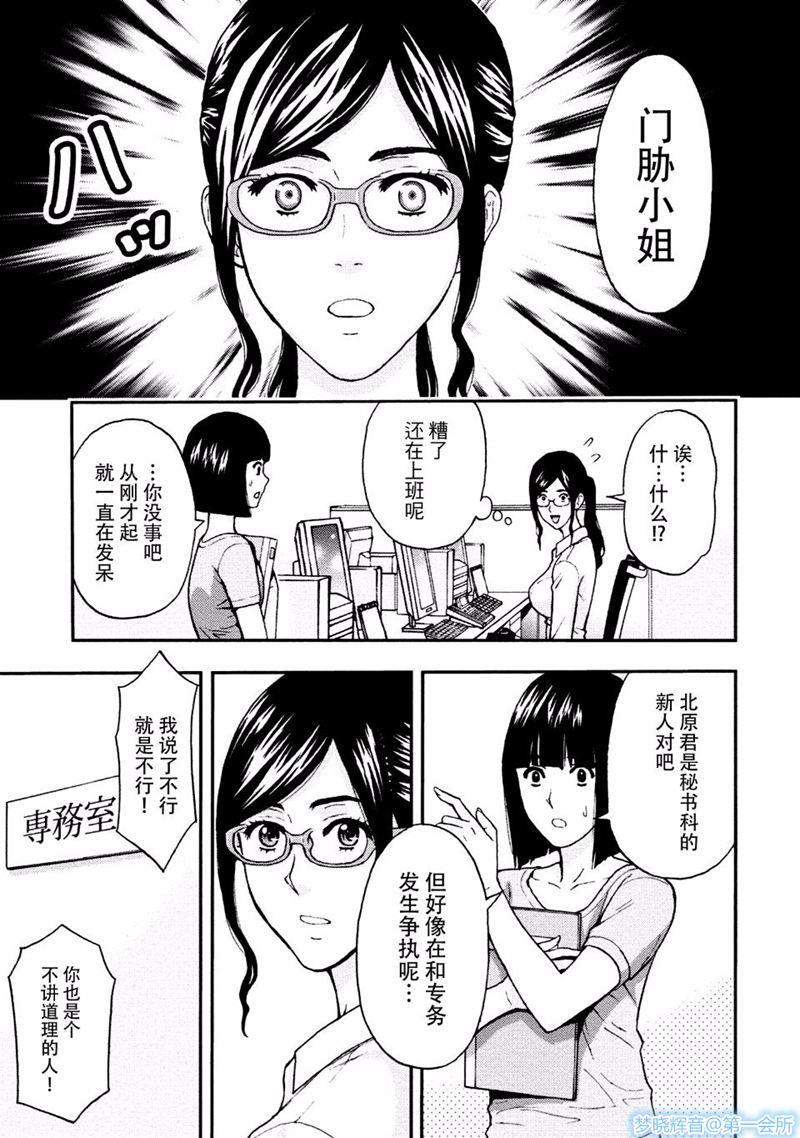 门胁小姐
ハッ
诶…
什…什么!?
糟了
还在上班呢
…你没事吧
从刚才起
就一直在发呆
北原君是秘书科的
新人对吧
但好像在和专务
发生争执呢…
我说了不行
就是不行！
専務室
你也是个
不讲道理的人！
梦晓辉音@第一会所